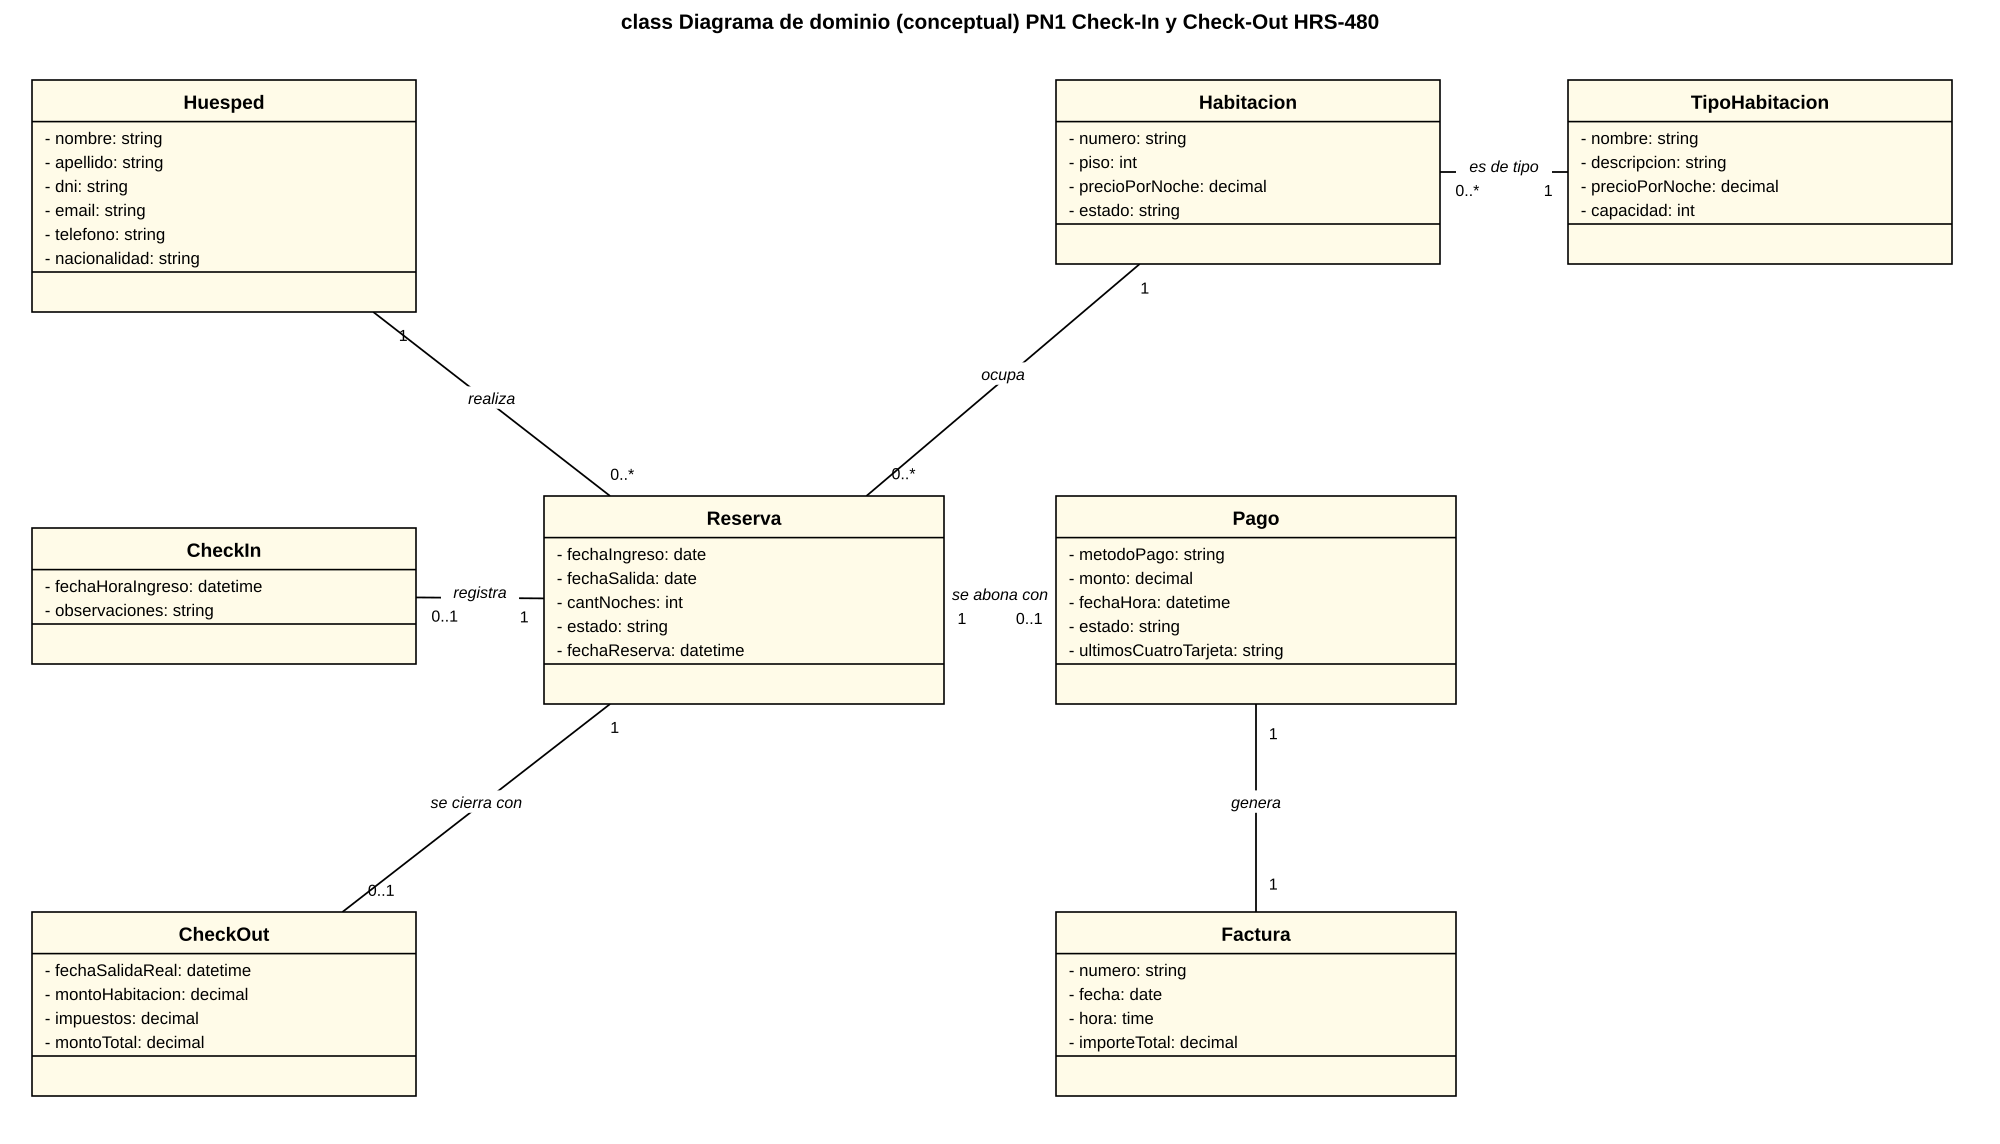 class Diagrama de dominio (conceptual) PN1 Check-In y Check-Out HRS-480
Huesped
- nombre: string
- apellido: string
- dni: string
- email: string
- telefono: string
- nacionalidad: string
Habitacion
- numero: string
- piso: int
- precioPorNoche: decimal
- estado: string
es de tipo
0..*
1
TipoHabitacion
- nombre: string
- descripcion: string
- precioPorNoche: decimal
- capacidad: int
1
realiza
0..*
1
ocupa
0..*
CheckIn
- fechaHoraIngreso: datetime
- observaciones: string
registra
0..1
1
Reserva
- fechaIngreso: date
- fechaSalida: date
- cantNoches: int
- estado: string
- fechaReserva: datetime
se abona con
1
0..1
Pago
- metodoPago: string
- monto: decimal
- fechaHora: datetime
- estado: string
- ultimosCuatroTarjeta: string
1
se cierra con
0..1
1
genera
1
CheckOut
- fechaSalidaReal: datetime
- montoHabitacion: decimal
- impuestos: decimal
- montoTotal: decimal
Factura
- numero: string
- fecha: date
- hora: time
- importeTotal: decimal